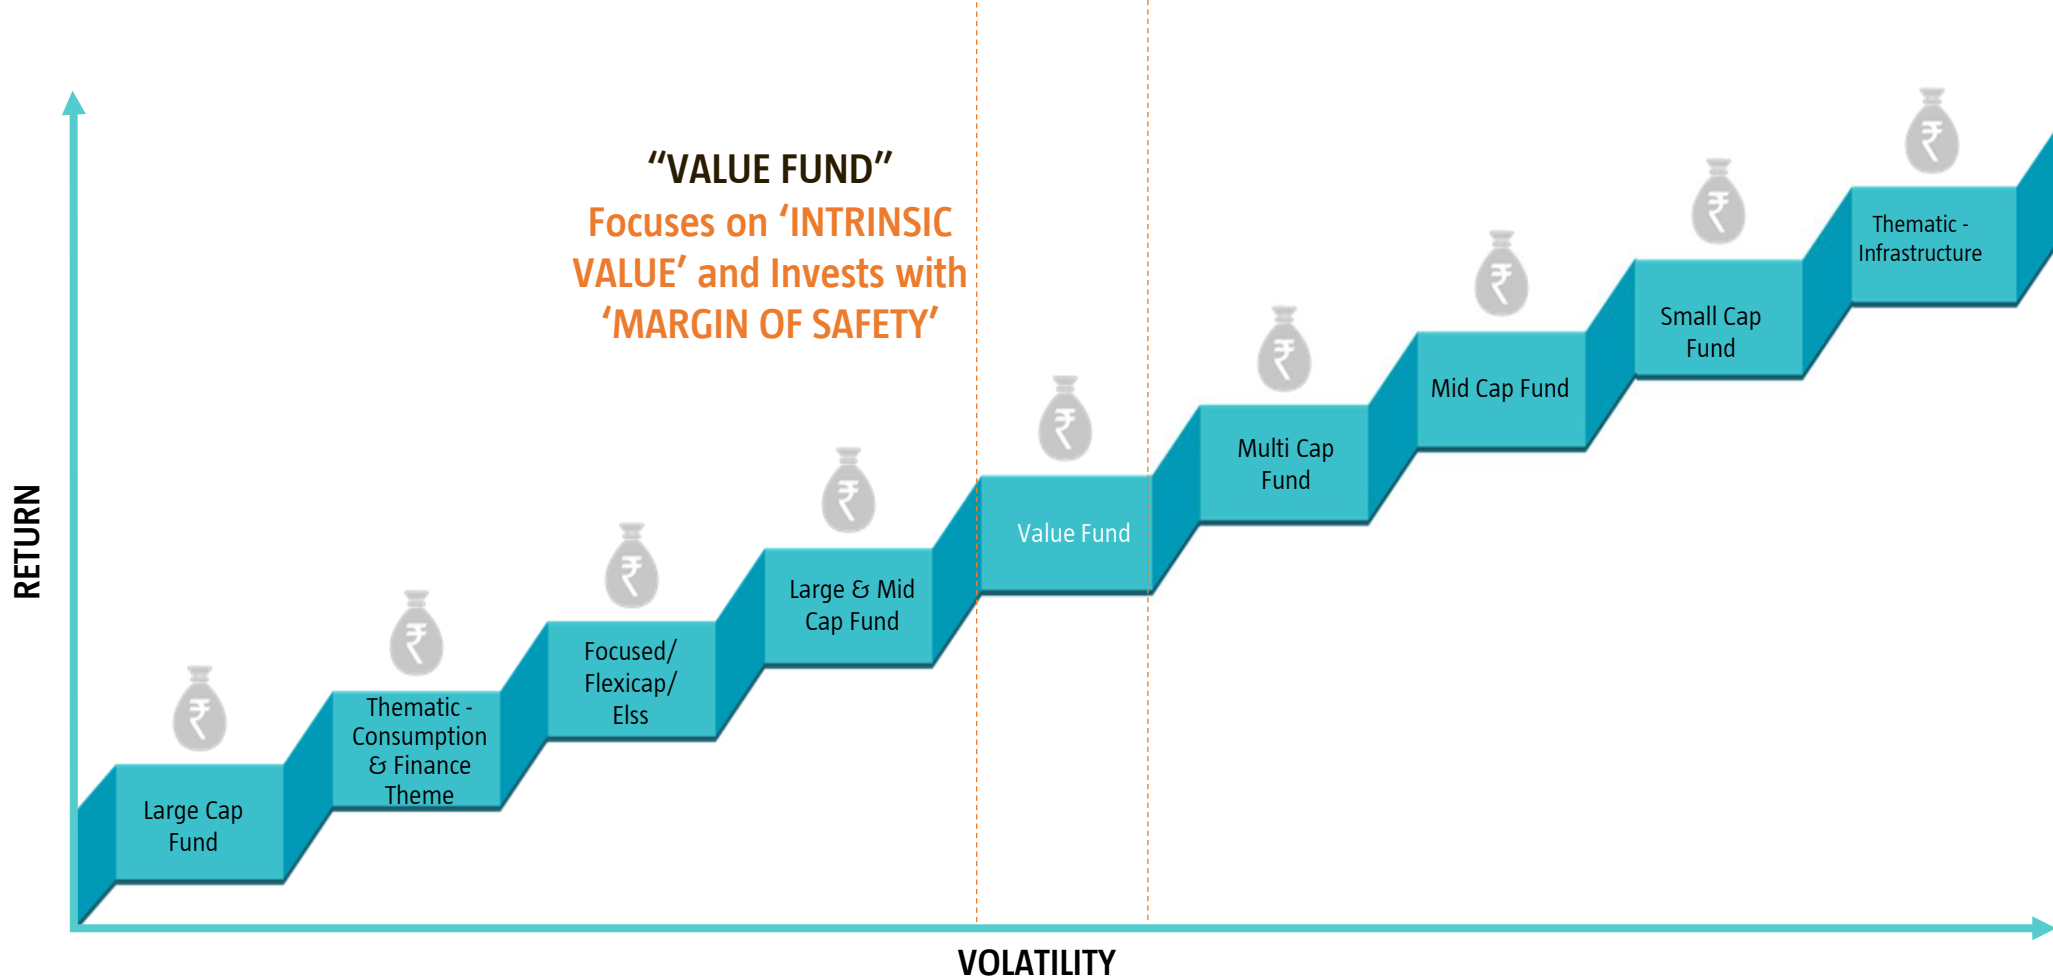 “VALUE FUND”
Focuses on ‘INTRINSIC
VALUE’ and Invests with
‘MARGIN OF SAFETY’
RETURN
Large Cap
Fund
Thematic -
Consumption
& Finance
Theme
Focused/
Flexicap/
Elss
Large & Mid
Cap Fund
Value Fund
Multi Cap
Fund
Mid Cap Fund
Small Cap
Fund
Thematic -
Infrastructure
₹
₹
₹
₹
₹
₹
₹
₹
₹
VOLATILITY